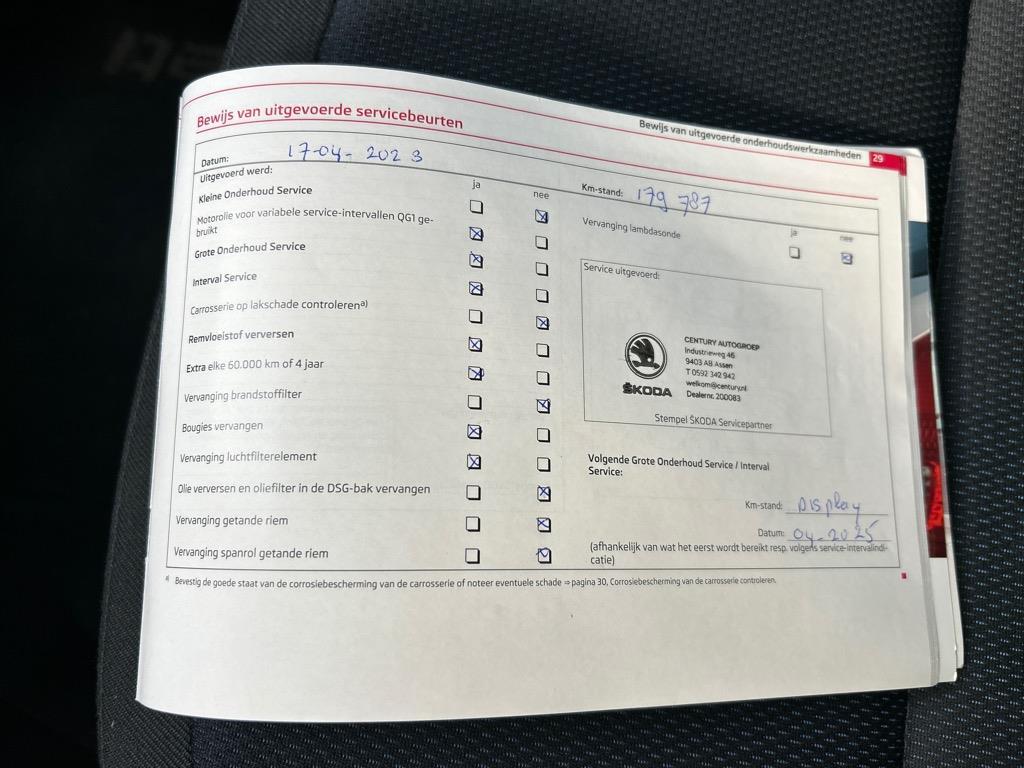 Bewijs van uitgevoerde servicebeurten
Bewijs van uitgevoerde onderhoudswerkzaamheden 29
Datum: 17-04-2023
Uitgevoerd werd:
ja nee
Kleine Onderhoud Service
Motorolie voor variabele service-intervallen QG1 ge-
bruikt
Grote Onderhoud Service
Interval Service
Carrosserie op lakschade controlerenª)
Remvloeistof verversen
Extra elke 60.000 km of 4 jaar
Vervanging brandstoffilter
Bougies vervangen
Vervanging luchtfilterelement
Olie verversen en oliefilter in de DSG-bak vervangen
Vervanging getande riem
Vervanging spanrol getande riem
Km-stand: 179 787
ja nee
Vervanging lambdasonde
Service uitgevoerd:
CENTURY AUTOGROEP
Industrieweg 46
9403 AB Assen
T 0592 342 942
welkom@century.nl
Dealernr. 200083
ŠKODA
Stempel ŠKODA Servicepartner
Volgende Grote Onderhoud Service / Interval
Service:
Km-stand: Display
Datum: 04-2025
(afhankelijk van wat het eerst wordt bereikt resp. volgens service-intervalindi-
catie)
ª) Bevestig de goede staat van de corrosiebescherming van de carrosserie of noteer eventuele schade ⇒ pagina 30, Corrosiebescherming van de carrosserie controleren.